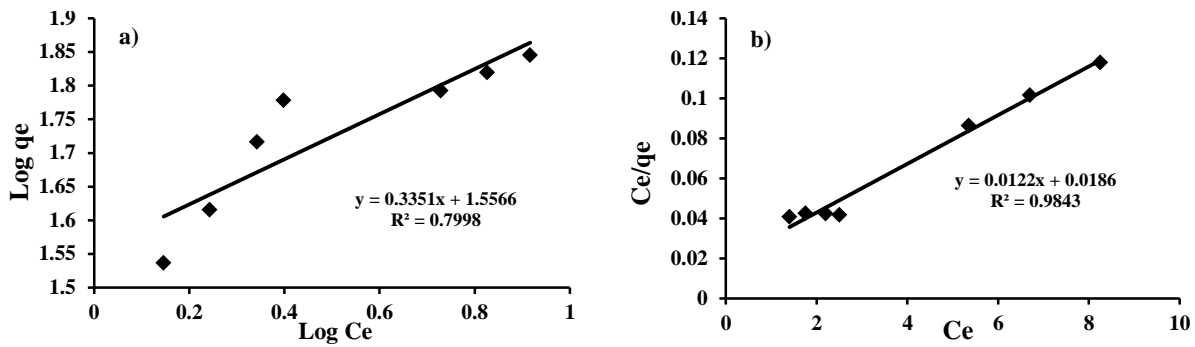 a)
1.9
1.85
1.8
1.75
1.7
1.65
1.6
1.55
1.5
Log qe
y = 0.3351x + 1.5566
R² = 0.7998
0
0.2
0.4
0.6
0.8
1
Log Ce
b)
0.14
0.12
0.1
0.08
0.06
0.04
0.02
0
Ce/qe
y = 0.0122x + 0.0186
R² = 0.9843
0
2
4
6
8
10
Ce